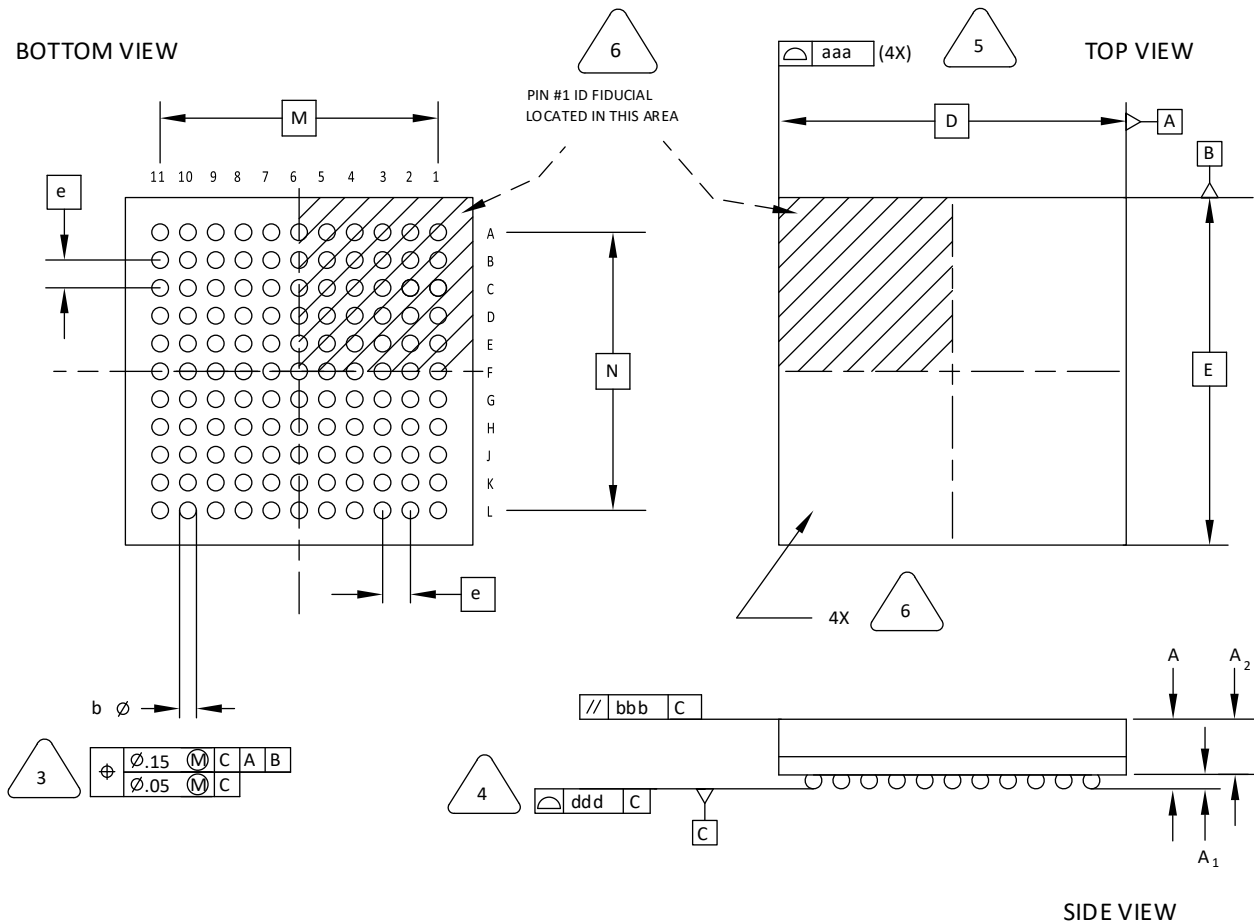 BOTTOM VIEW
6
PIN #1 ID FIDUCIAL
LOCATED IN THIS AREA
aaa (4X)
5
TOP VIEW
M
D
A
B
e
11 10 9 8 7 6 5 4 3 2 1
A
B
C
D
E
F
G
H
J
K
L
N
E
e
4X
6
b Ø
3
Ø.15 Ⓜ C A B
Ø.05 Ⓜ C
// bbb C
4
ddd C
C
A
A2
A1
SIDE VIEW